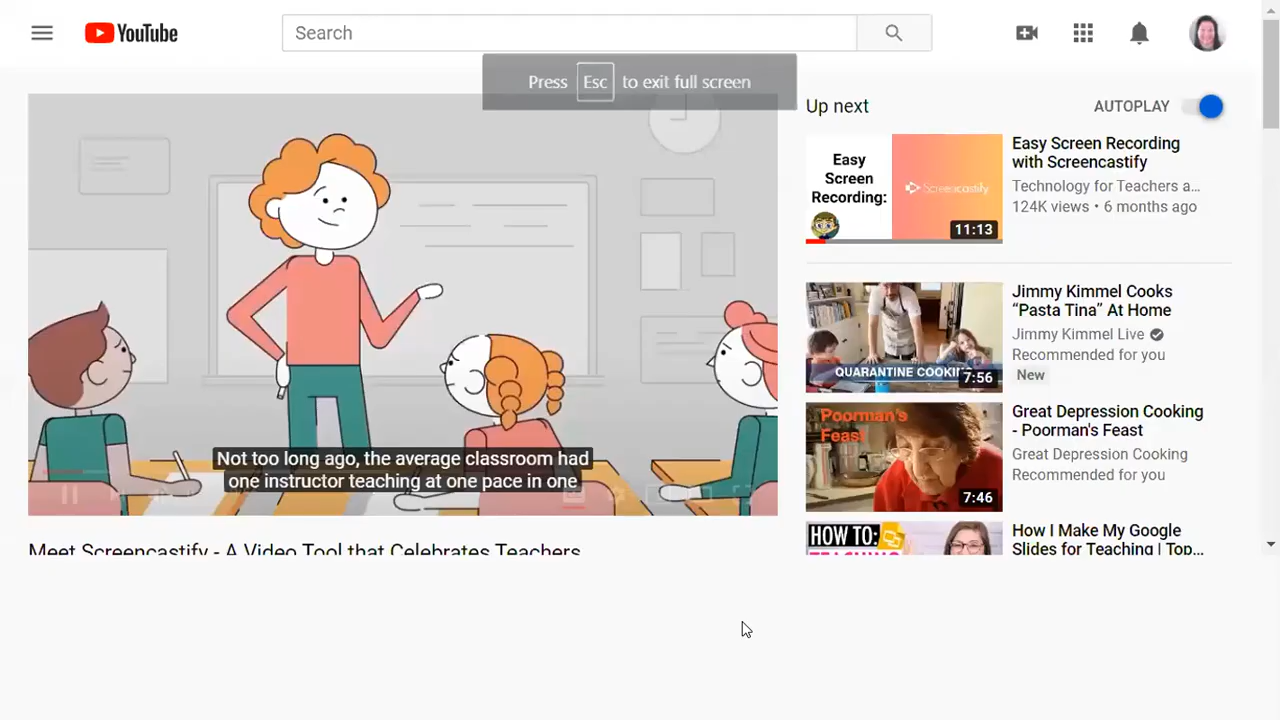 YouTube
Search
Press Esc to exit full screen
Not too long ago, the average classroom had
one instructor teaching at one pace in one
Meet Screencastify - A Video Tool that Celebrates Teachers
Up next
AUTOPLAY
Easy
Screen
Recording:
Screencastify
11:13
Easy Screen Recording
with Screencastify
Technology for Teachers a...
124K views • 6 months ago
QUARANTINE COOKIN
7:56
Jimmy Kimmel Cooks
“Pasta Tina” At Home
Jimmy Kimmel Live
Recommended for you
New
Poorman's
Feast
7:46
Great Depression Cooking
- Poorman's Feast
Great Depression Cooking
Recommended for you
HOW TO:
How I Make My Google
Slides for Teaching | Top...